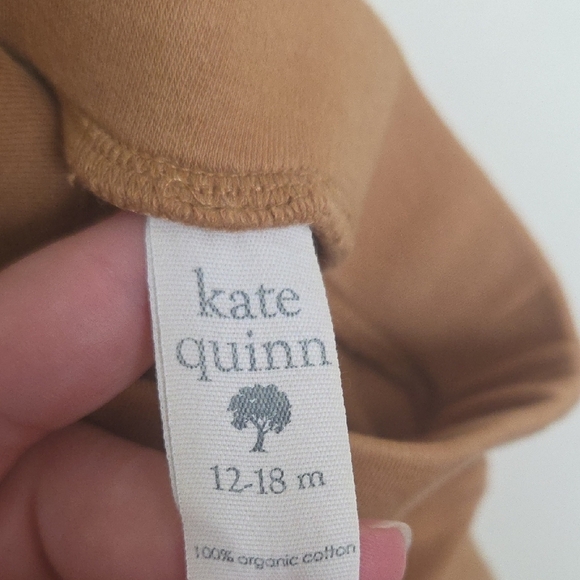 kate
quinn
12-18 m
100% organic cotton